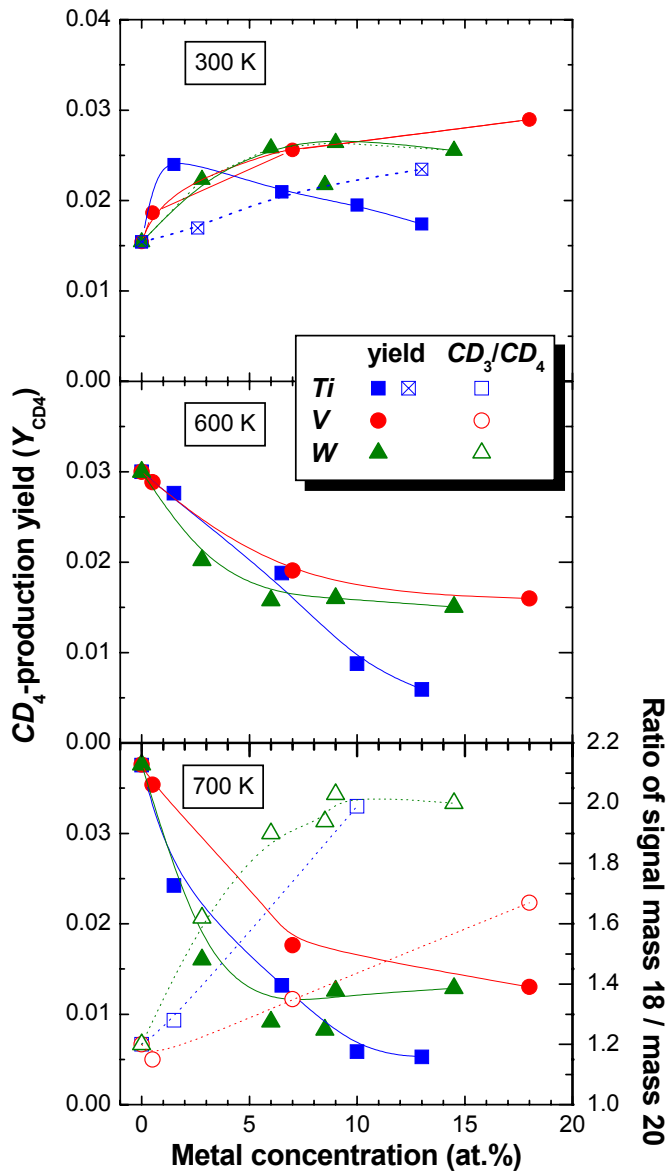 0.04
300 K
0.03
0.02
0.01
0.00
yield CD3/CD4
Ti
V
W
600 K
0.03
0.02
0.01
0.00
CD4-production yield (YCD4)
700 K
0.03
0.02
0.01
0.00
2.2
2.0
1.8
1.6
1.4
1.2
1.0
Ratio of signal mass 18 / mass 20
0 5 10 15 20
Metal concentration (at.%)